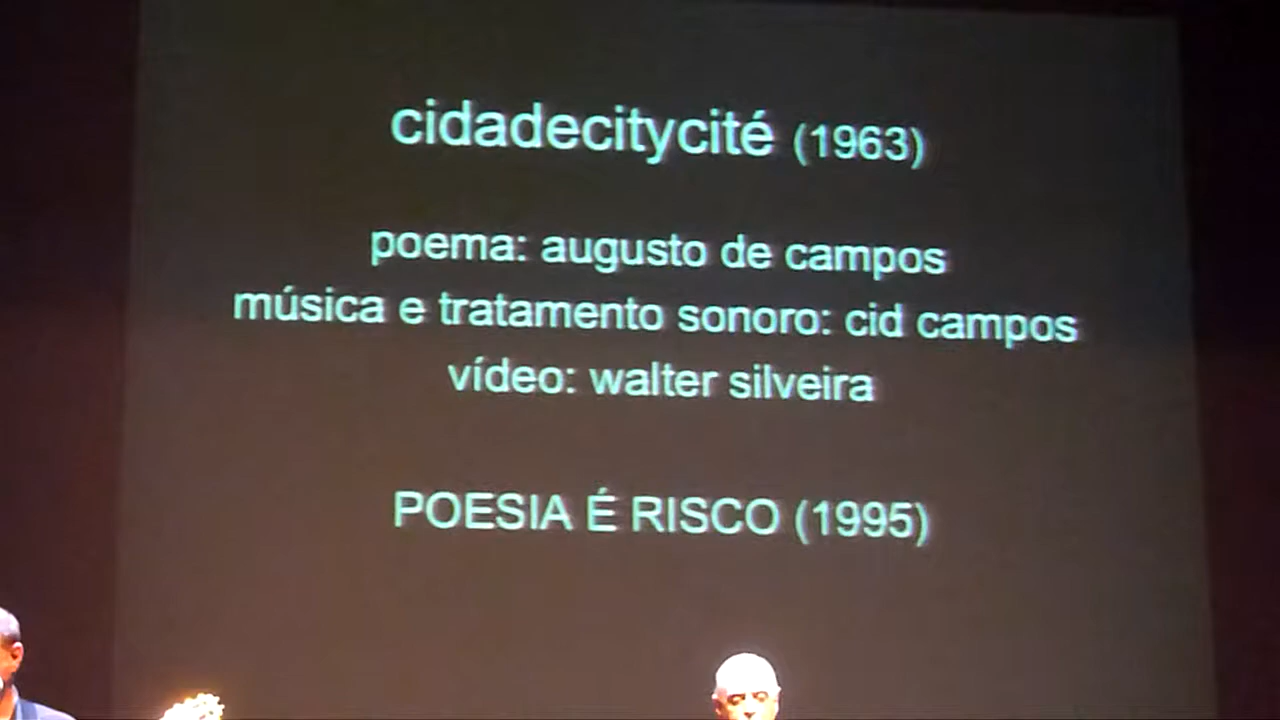 cidadecitycité (1963)
poema: augusto de campos
música e tratamento sonoro: cid campos
vídeo: walter silveira
POESIA É RISCO (1995)